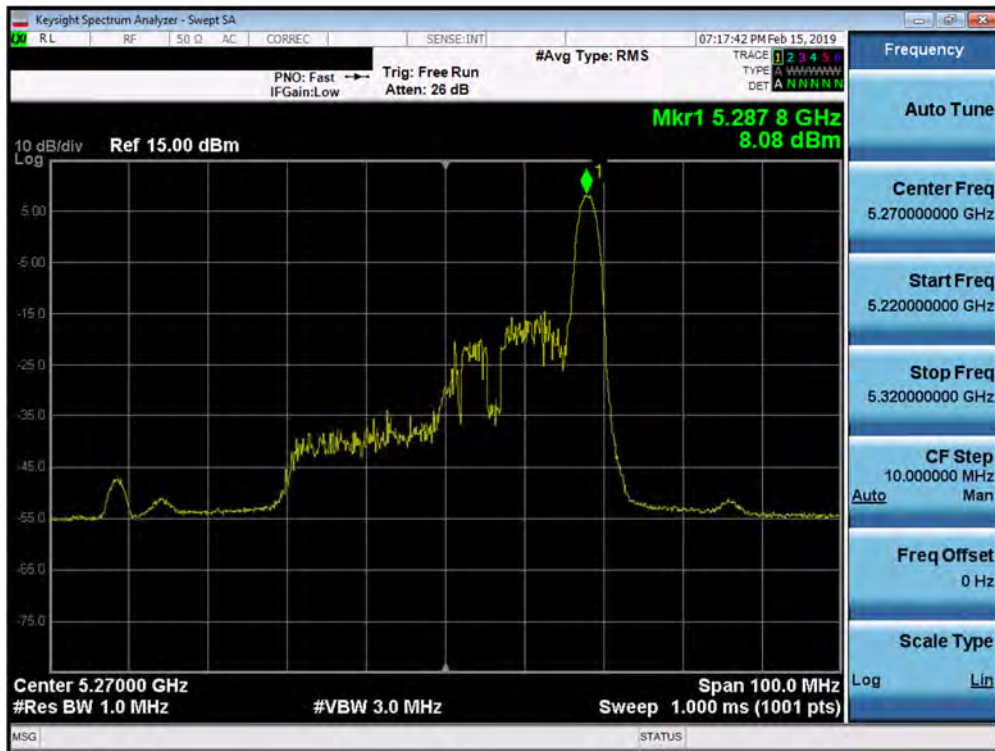 Keysight Spectrum Analyzer - Swept SA
LXI RL RF 50 Ω AC CORREC SENSE:INT 07:17:42 PM Feb 15, 2019
#Avg Type: RMS TRACE 1 2 3 4 5 6
PNO: Fast Trig: Free Run TYPE A WWWWW
IFGain:Low Atten: 26 dB DET A N N N N N
Mkr1 5.287 8 GHz
8.08 dBm
10 dB/div Ref 15.00 dBm
Log
1
5.00
-5.00
-15.0
-25.0
-35.0
-45.0
-55.0
-65.0
-75.0
Center 5.27000 GHz Span 100.0 MHz
#Res BW 1.0 MHz #VBW 3.0 MHz Sweep 1.000 ms (1001 pts)
MSG STATUS
Frequency
Auto Tune
Center Freq
5.270000000 GHz
Start Freq
5.220000000 GHz
Stop Freq
5.320000000 GHz
CF Step
10.000000 MHz
Auto Man
Freq Offset
0 Hz
Scale Type
Log Lin